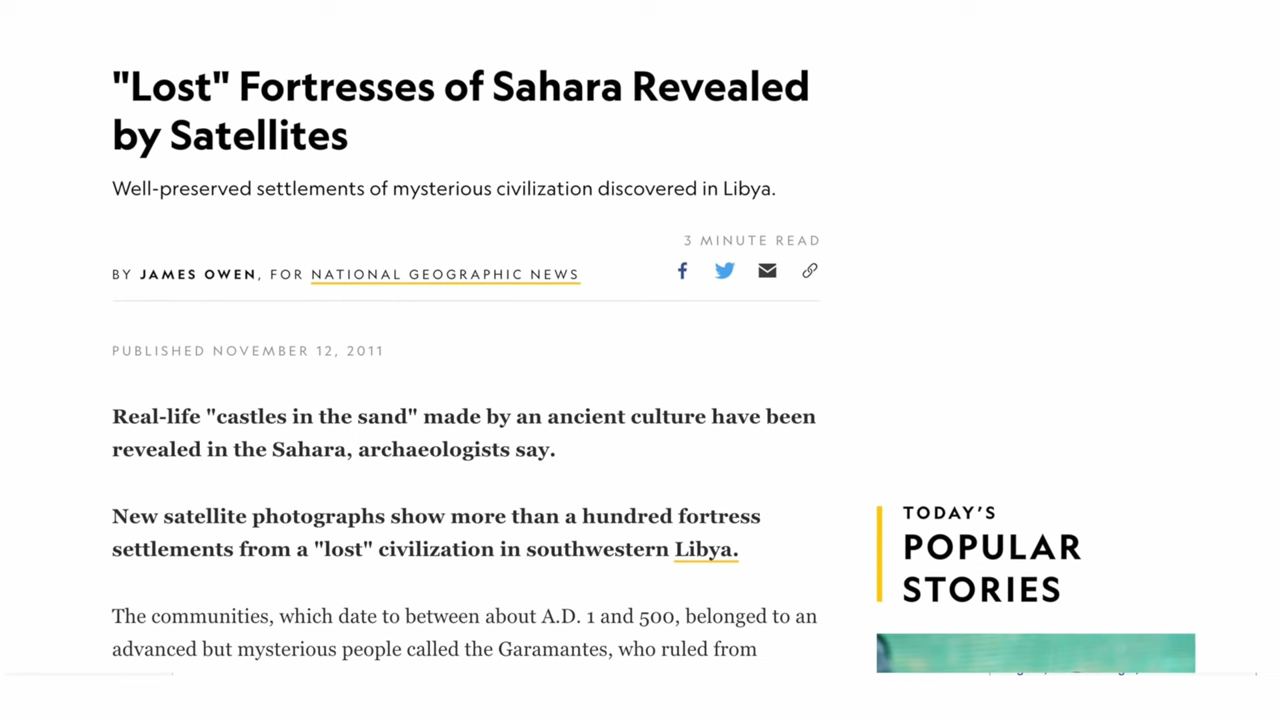 "Lost" Fortresses of Sahara Revealed
by Satellites
Well-preserved settlements of mysterious civilization discovered in Libya.
3 MINUTE READ
BY JAMES OWEN, FOR NATIONAL GEOGRAPHIC NEWS
PUBLISHED NOVEMBER 12, 2011
Real-life "castles in the sand" made by an ancient culture have been
revealed in the Sahara, archaeologists say.
New satellite photographs show more than a hundred fortress
settlements from a "lost" civilization in southwestern Libya.
The communities, which date to between about A.D. 1 and 500, belonged to an
advanced but mysterious people called the Garamantes, who ruled from
TODAY'S
POPULAR
STORIES